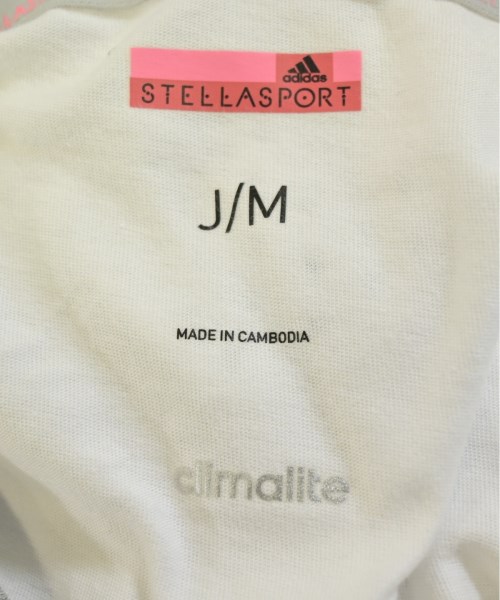 adidas
STELLASPORT
J/M
MADE IN CAMBODIA
climalite